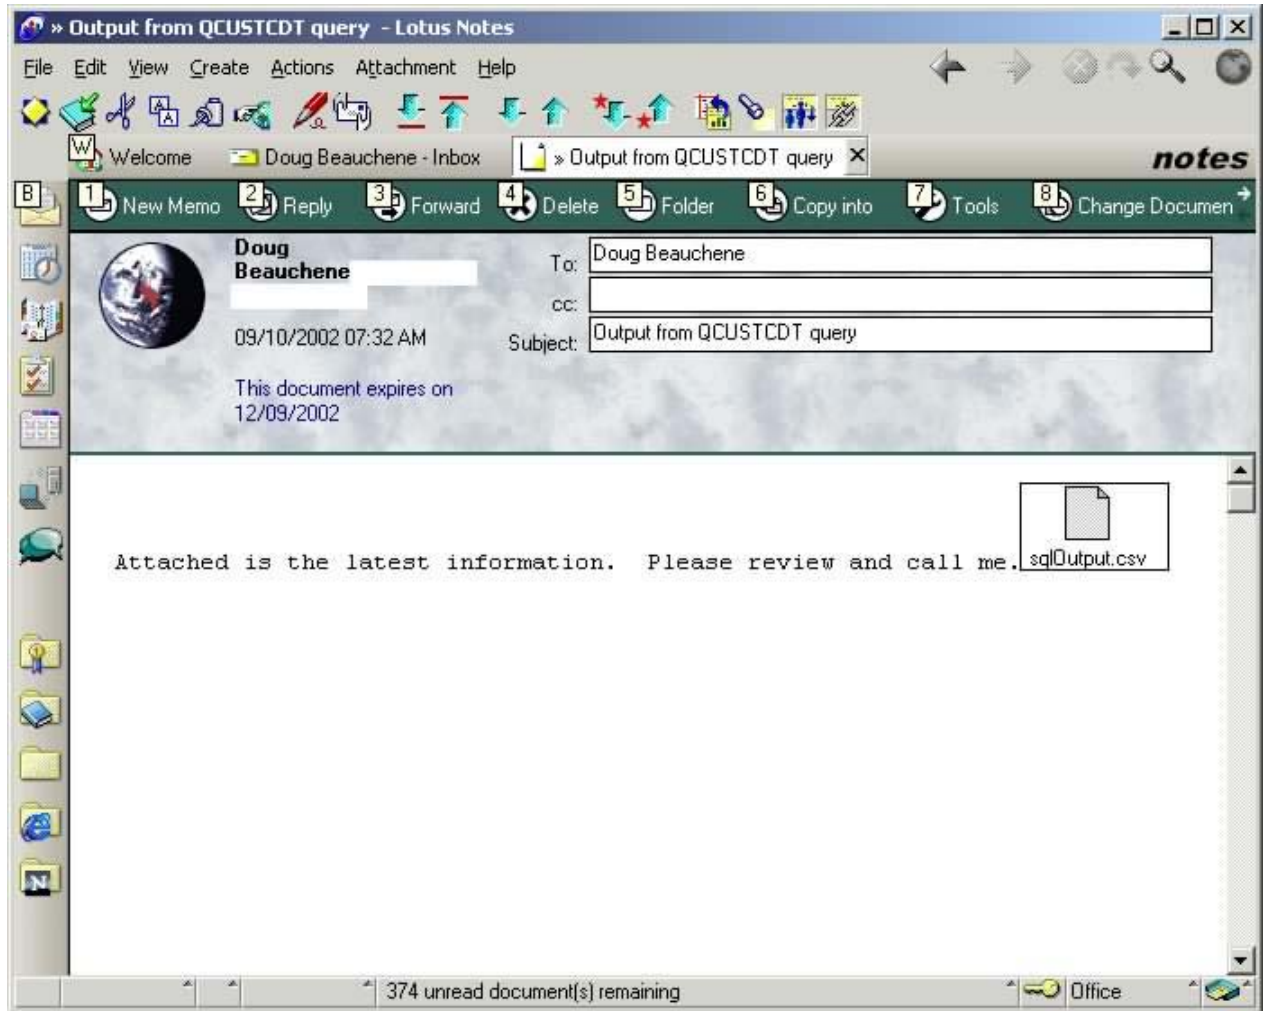 » Output from QCUSTCDT query - Lotus Notes
File Edit View Create Actions Attachment Help
W Welcome Doug Beauchene - Inbox » Output from QCUSTCDT query notes
B 1 New Memo 2 Reply 3 Forward 4 Delete 5 Folder 6 Copy into 7 Tools 8 Change Documen
Doug
Beauchene
To: Doug Beauchene
cc:
09/10/2002 07:32 AM
Subject: Output from QCUSTCDT query
This document expires on
12/09/2002
Attached is the latest information. Please review and call me. sqlOutput.csv
N
374 unread document(s) remaining Office